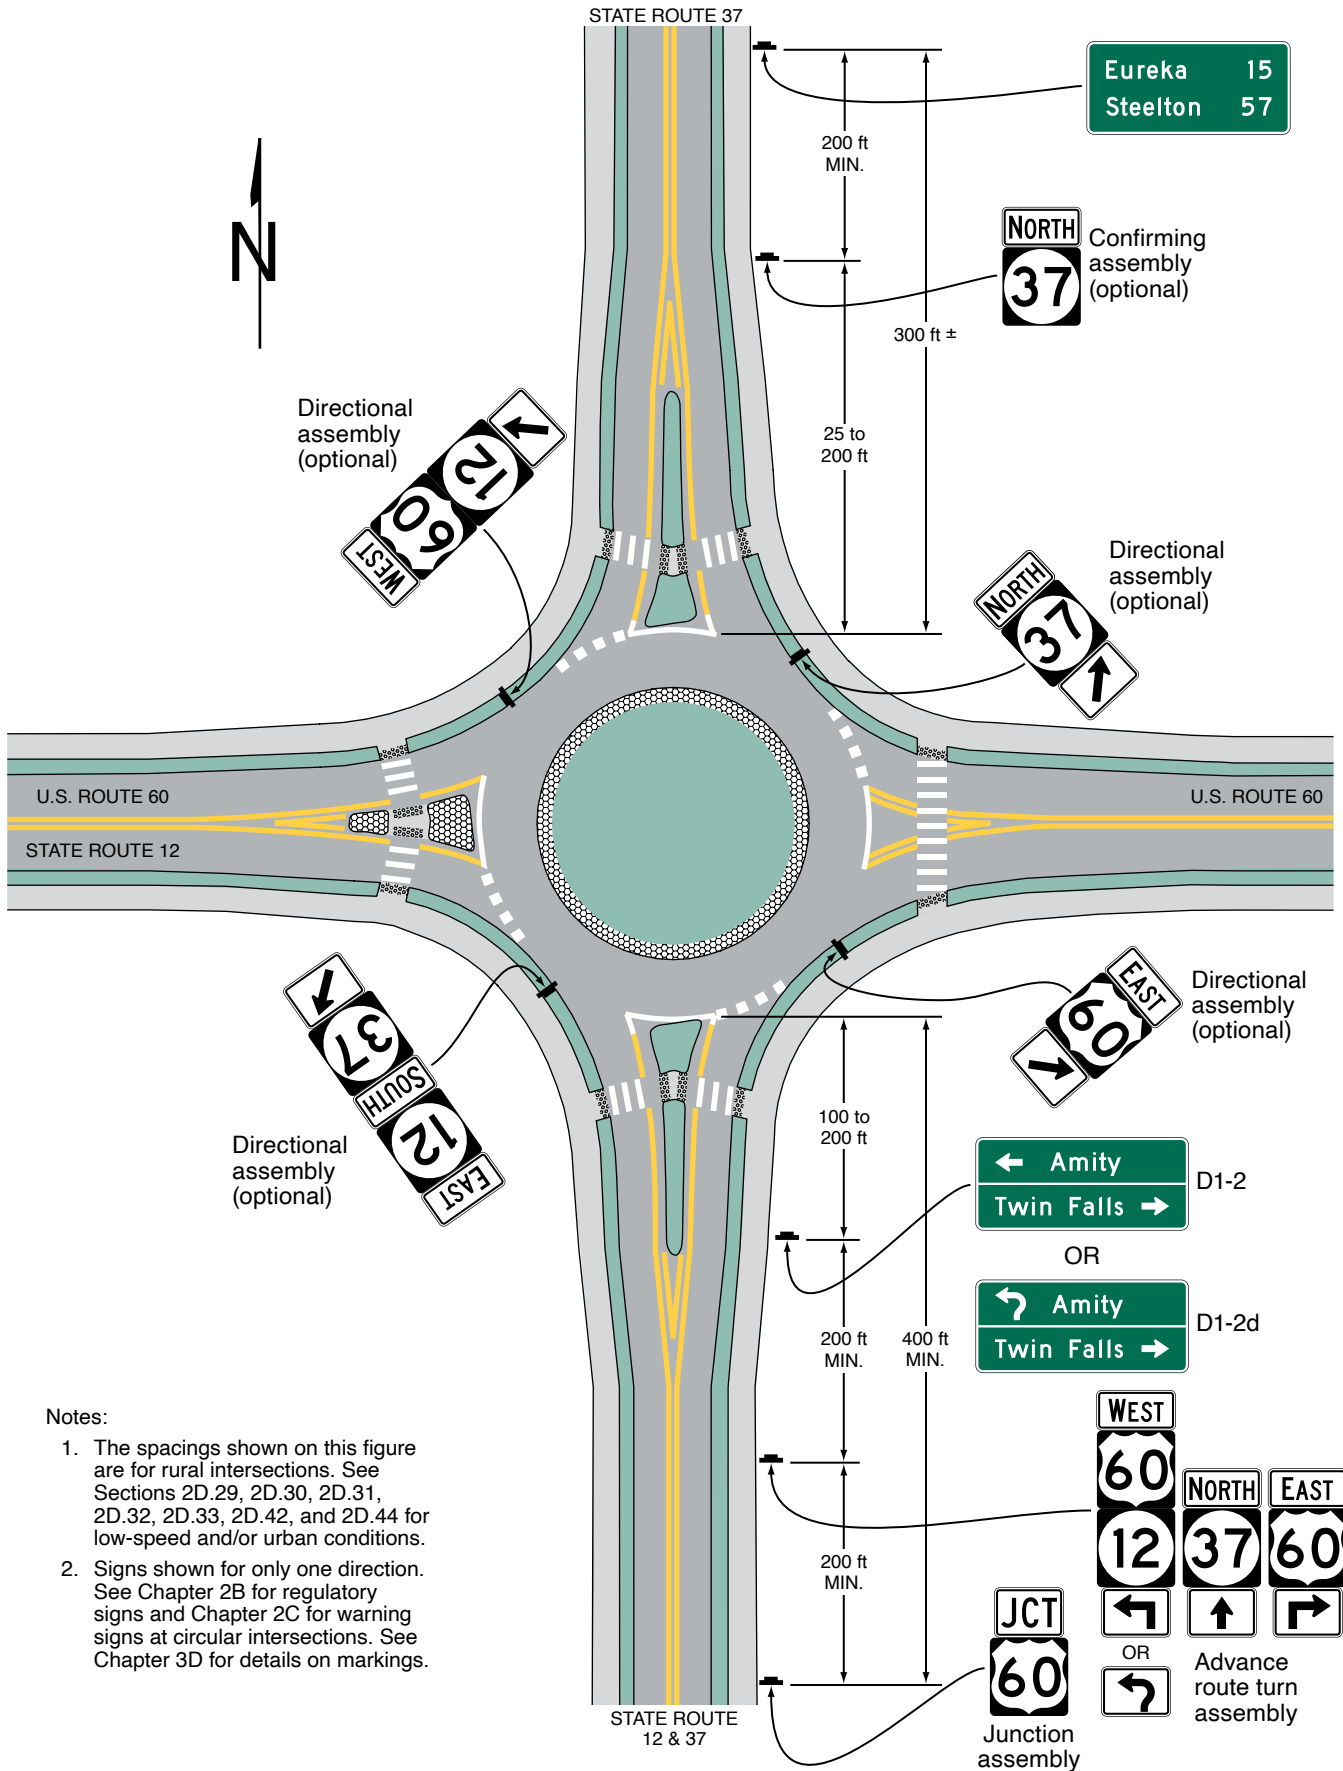 STATE ROUTE 37
Eureka 15
Steelton 57
200 ft
MIN.
N
NORTH
37
Confirming
assembly
(optional)
300 ft ±
Directional
assembly
(optional)
12
60
WEST
25 to
200 ft
Directional
assembly
(optional)
NORTH
37
U.S. ROUTE 60
STATE ROUTE 12
U.S. ROUTE 60
37
SOUTH
12
EAST
Directional
assembly
(optional)
EAST
60
Directional
assembly
(optional)
100 to
200 ft
Amity
Twin Falls
D1-2
OR
Amity
Twin Falls
D1-2d
200 ft
MIN.
400 ft
MIN.
200 ft
MIN.
WEST
60
12
NORTH
37
EAST
60
OR
Advance
route turn
assembly
JCT
60
Junction
assembly
STATE ROUTE
12 & 37
Notes:
1. The spacings shown on this figure
are for rural intersections. See
Sections 2D.29, 2D.30, 2D.31,
2D.32, 2D.33, 2D.42, and 2D.44 for
low-speed and/or urban conditions.
2. Signs shown for only one direction.
See Chapter 2B for regulatory
signs and Chapter 2C for warning
signs at circular intersections. See
Chapter 3D for details on markings.